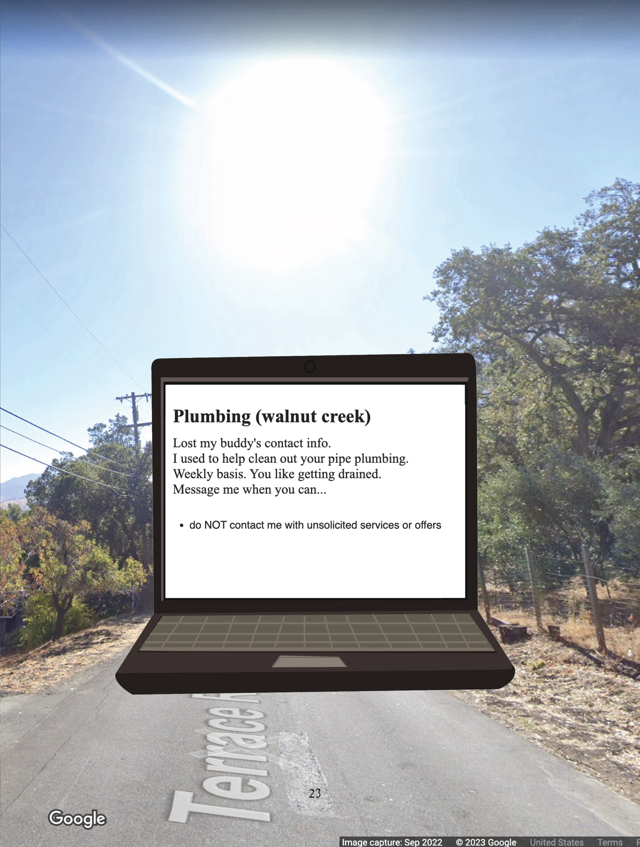 Plumbing (walnut creek)
Lost my buddy's contact info.
I used to help clean out your pipe plumbing.
Weekly basis. You like getting drained.
Message me when you can...
• do NOT contact me with unsolicited services or offers
Terrace
23
Google
Image capture: Sep 2022 © 2023 Google United States Terms